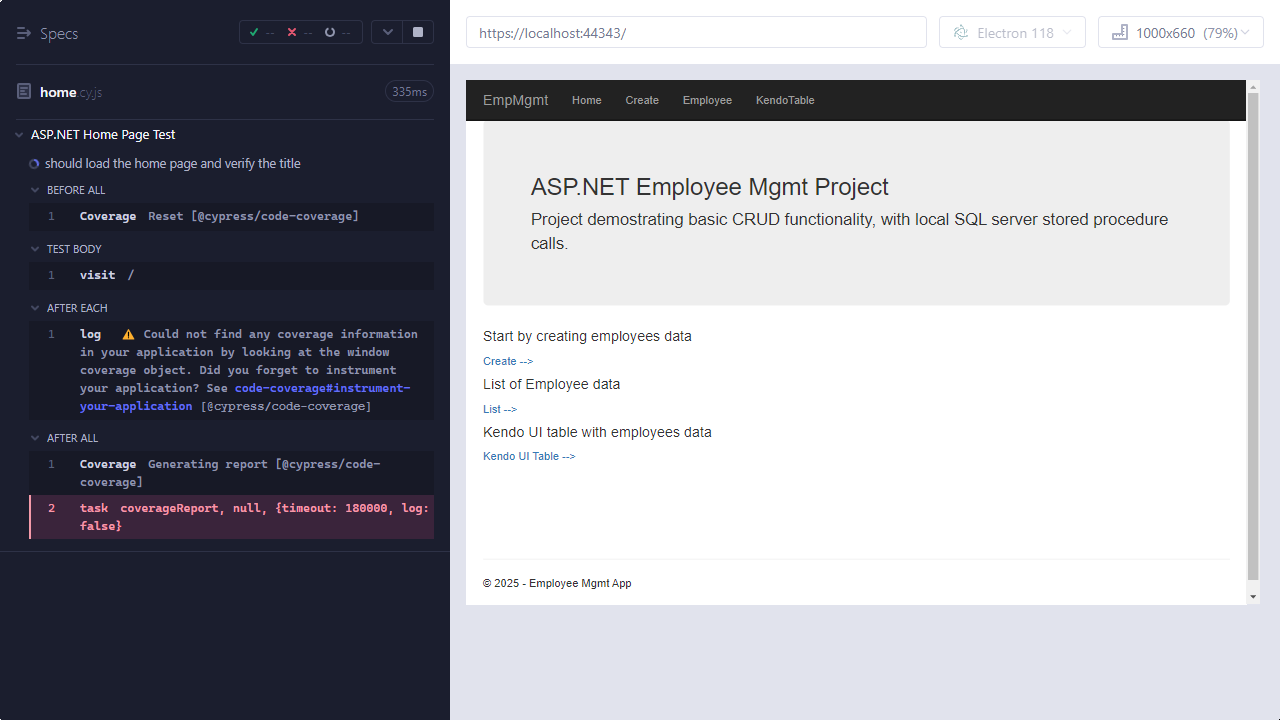 Specs
-- -- --
home.cy.js
335ms
ASP.NET Home Page Test
should load the home page and verify the title
BEFORE ALL
1 Coverage Reset [@cypress/code-coverage]
TEST BODY
1 visit /
AFTER EACH
1 log ⚠ Could not find any coverage information
in your application by looking at the window
coverage object. Did you forget to instrument
your application? See code-coverage#instrument-
your-application [@cypress/code-coverage]
AFTER ALL
1 Coverage Generating report [@cypress/code-
coverage]
2 task coverageReport, null, {timeout: 180000, log:
false}
https://localhost:44343/
Electron 118
1000x660 (79%)
EmpMgmt Home Create Employee KendoTable
ASP.NET Employee Mgmt Project
Project demostrating basic CRUD functionality, with local SQL server stored procedure
calls.
Start by creating employees data
Create -->
List of Employee data
List -->
Kendo UI table with employees data
Kendo UI Table -->
© 2025 - Employee Mgmt App